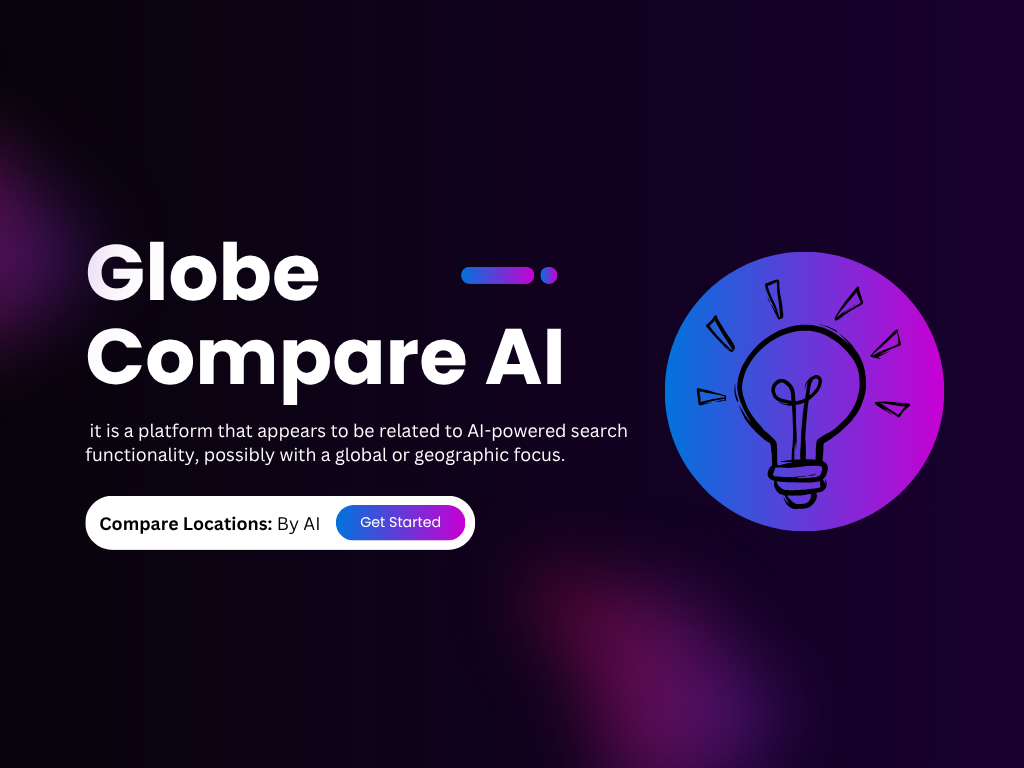 Globe
Compare AI
it is a platform that appears to be related to AI-powered search
functionality, possibly with a global or geographic focus.
Compare Locations: By AI
Get Started